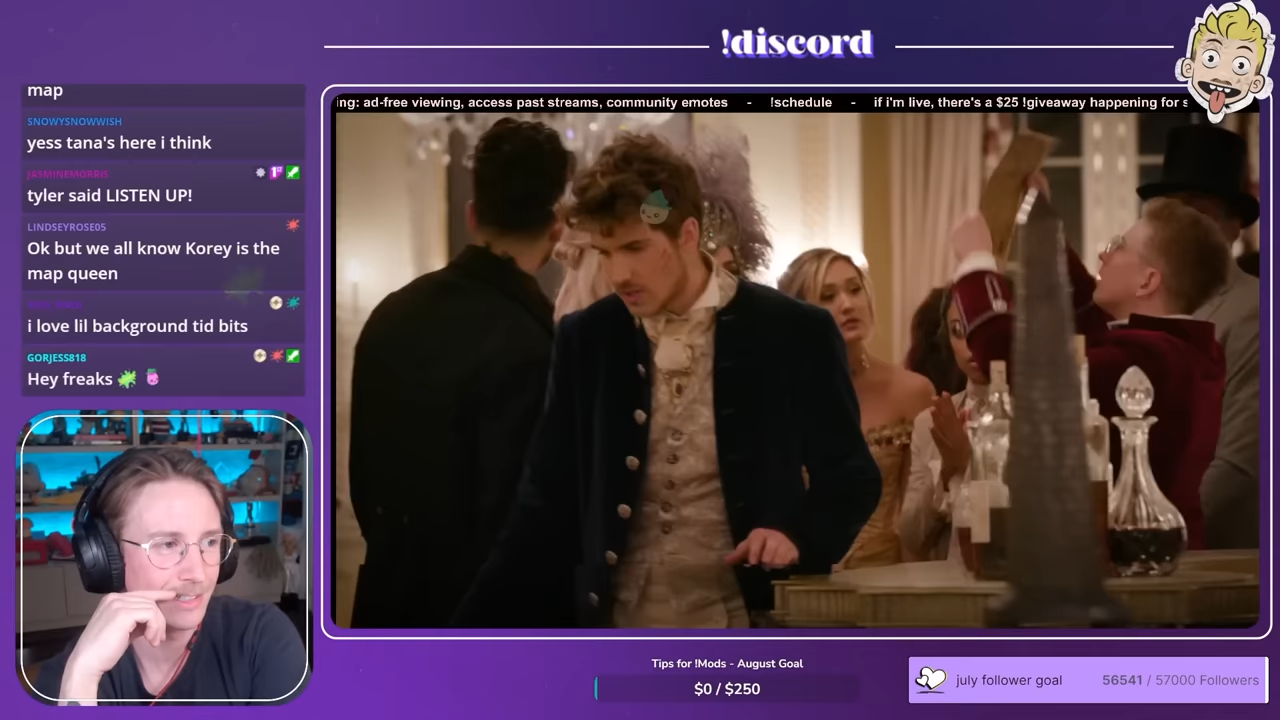 !discord
ing: ad-free viewing, access past streams, community emotes - !schedule - if i'm live, there's a $25 !giveaway happening for s
map
SNOWYSNOWWISH
yess tana's here i think
JASMINEMORRIS
tyler said LISTEN UP!
LINDSEYROSE05
Ok but we all know Korey is the
map queen
i love lil background tid bits
GORJESS818
Hey freaks
Tips for !Mods - August Goal
$0 / $250
july follower goal 56541 / 57000 Followers